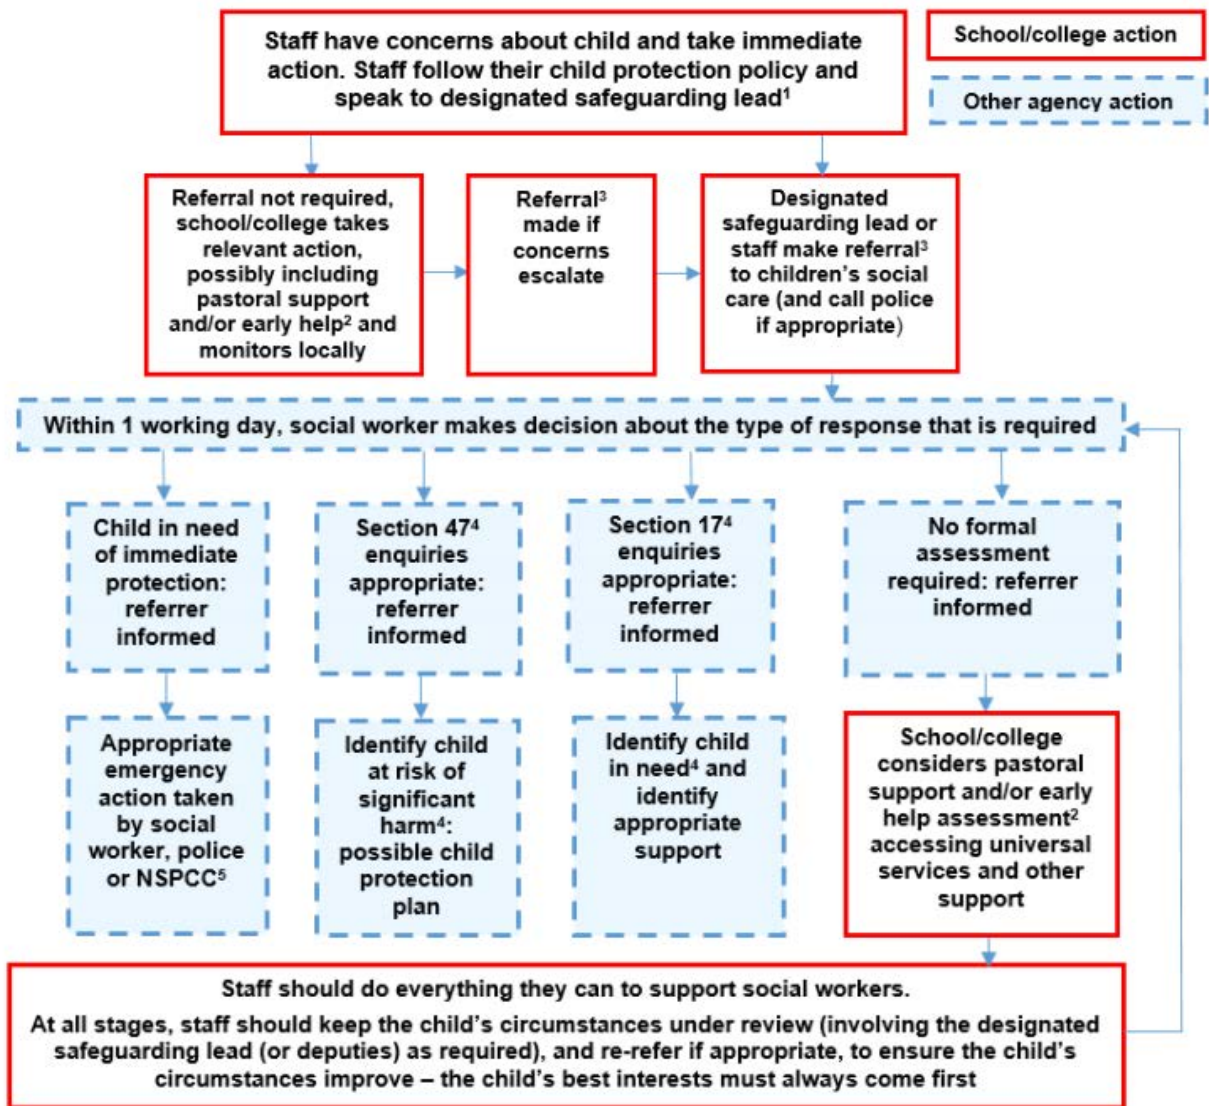 Staff have concerns about child and take immediate
action. Staff follow their child protection policy and
speak to designated safeguarding lead¹
School/college action
Other agency action
Referral not required,
school/college takes
relevant action,
possibly including
pastoral support
and/or early help² and
monitors locally
Referral³
made if
concerns
escalate
Designated
safeguarding lead or
staff make referral³
to children’s social
care (and call police
if appropriate)
Within 1 working day, social worker makes decision about the type of response that is required
Child in need
of immediate
protection:
referrer
informed
Section 47⁴
enquiries
appropriate:
referrer
informed
Section 17⁴
enquiries
appropriate:
referrer
informed
No formal
assessment
required: referrer
informed
Appropriate
emergency
action taken
by social
worker, police
or NSPCC⁵
Identify child
at risk of
significant
harm⁴:
possible child
protection
plan
Identify child
in need⁴ and
identify
appropriate
support
School/college
considers pastoral
support and/or early
help assessment²
accessing universal
services and other
support
Staff should do everything they can to support social workers.
At all stages, staff should keep the child’s circumstances under review (involving the designated
safeguarding lead (or deputies) as required), and re-refer if appropriate, to ensure the child’s
circumstances improve – the child’s best interests must always come first